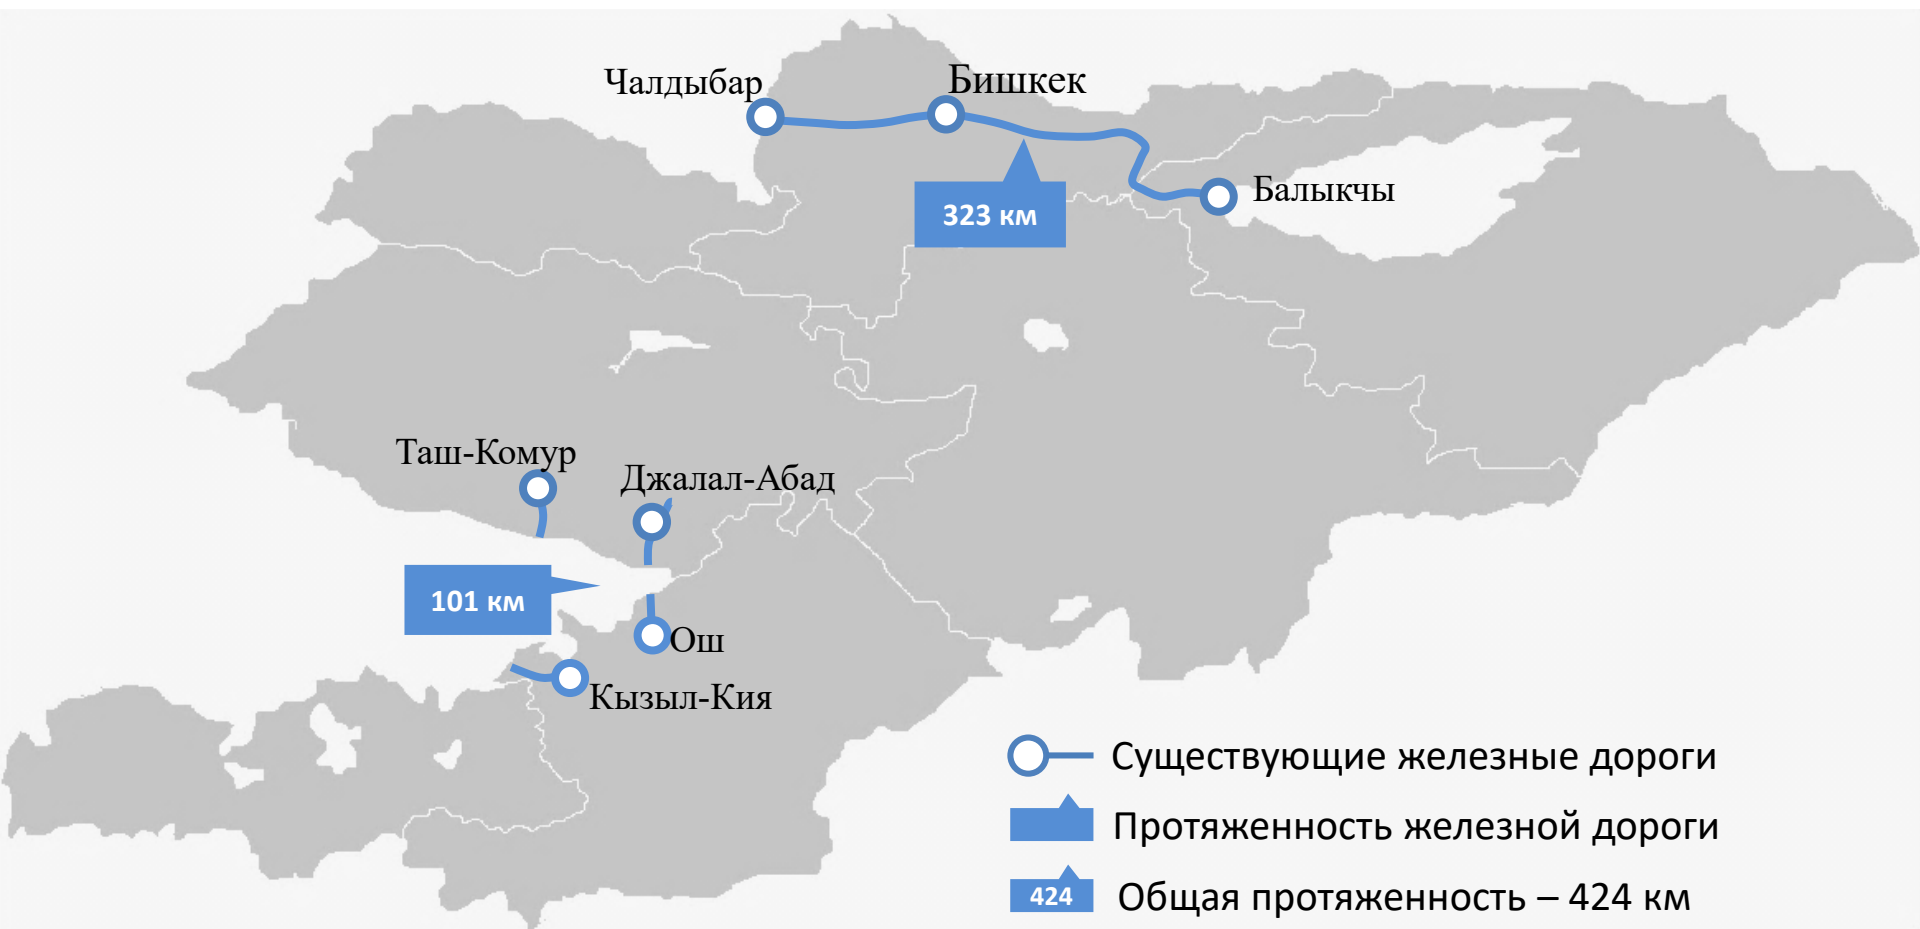 Чалдыбар
Бишкек
Балыкчы
323 км
Таш-Комур
Джалал-Абад
101 км
Ош
Кызыл-Кия
Существующие железные дороги
Протяженность железной дороги
424 Общая протяженность – 424 км